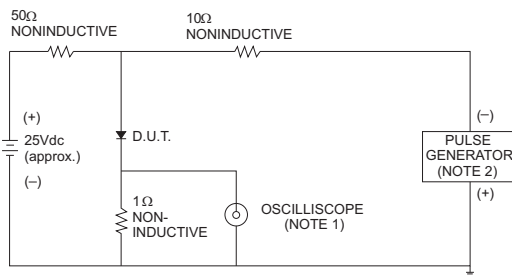 50Ω
NONINDUCTIVE
10Ω
NONINDUCTIVE
(+)
25Vdc
(approx.)
(–)
D.U.T.
1Ω
NON-
INDUCTIVE
OSCILLISCOPE
(NOTE 1)
(–)
PULSE
GENERATOR
(NOTE 2)
(+)